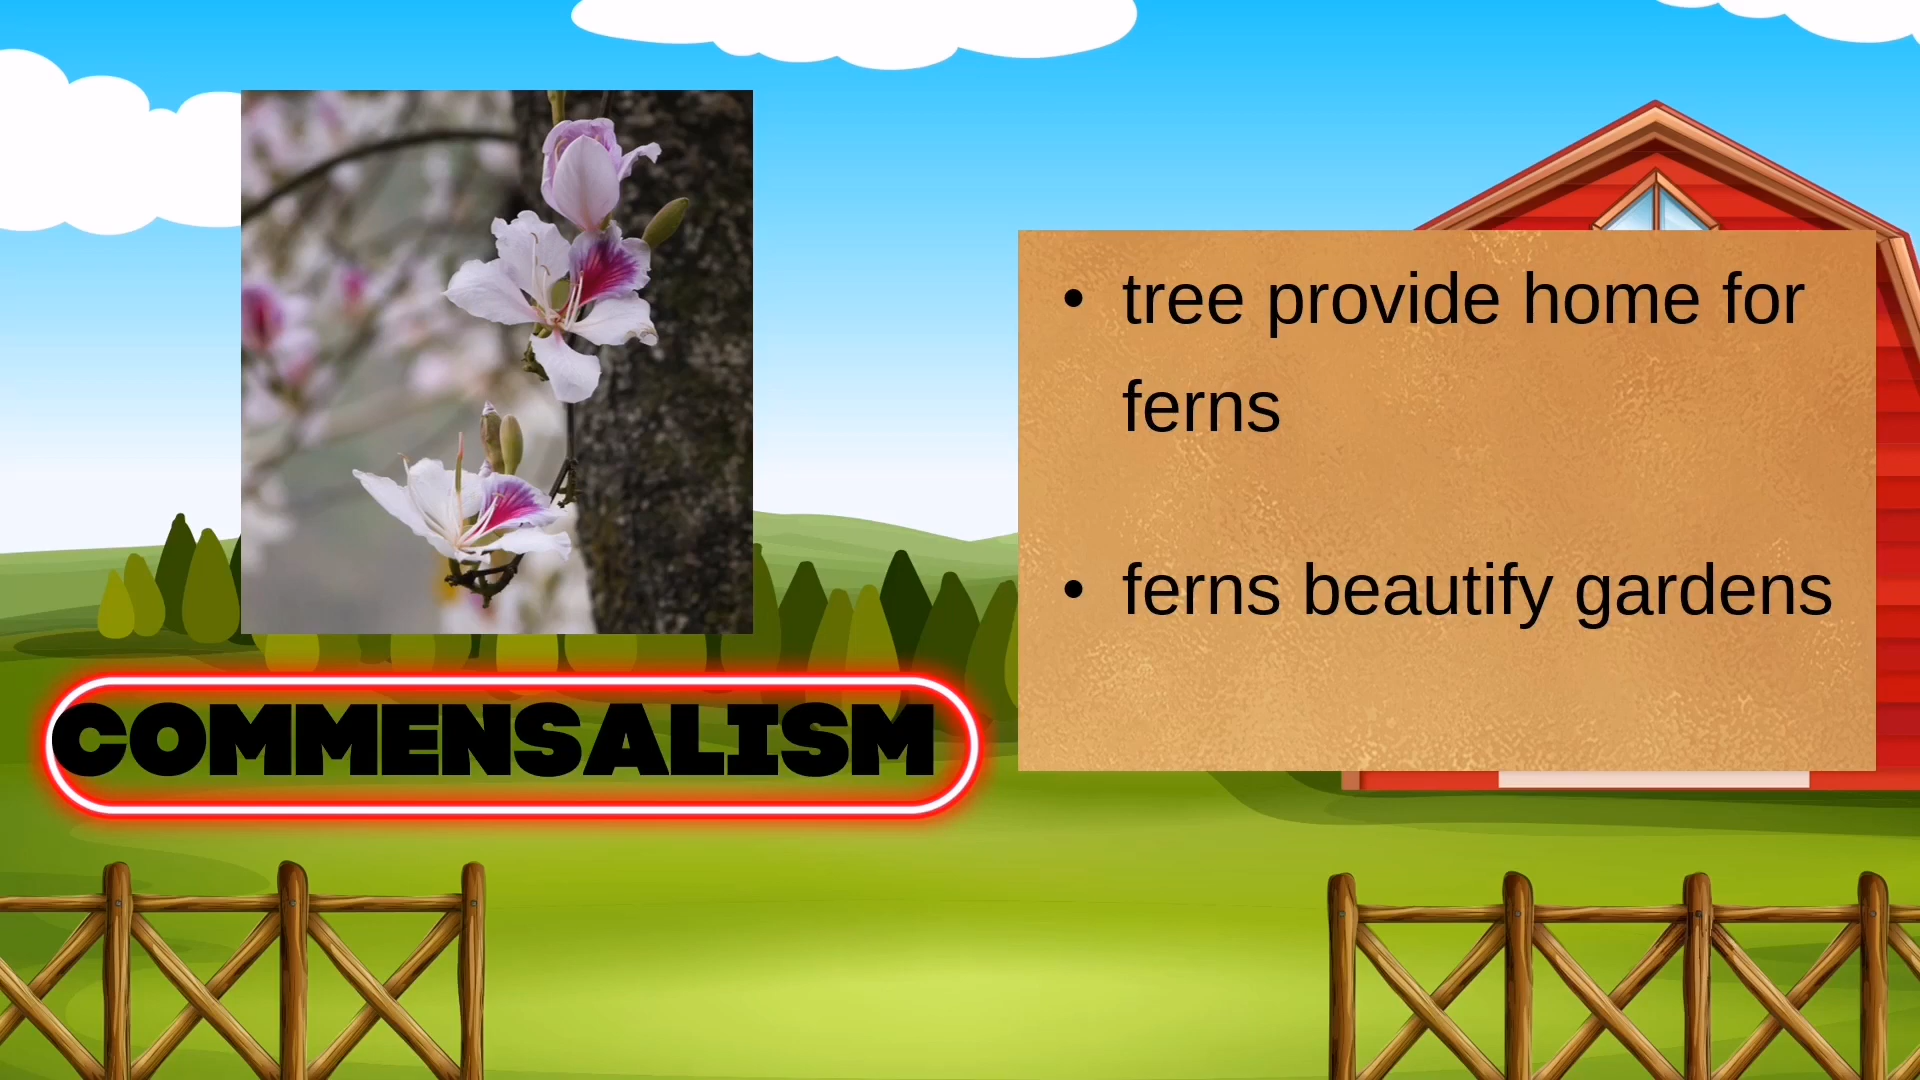 COMMENSALISM
• tree provide home for
ferns
• ferns beautify gardens